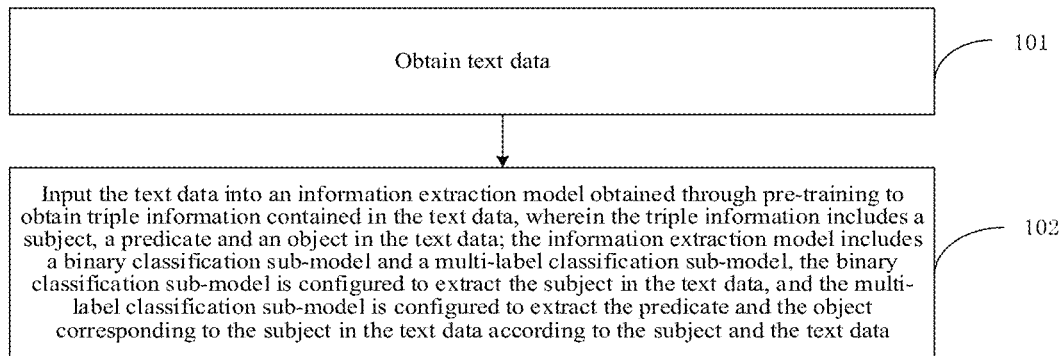 Obtain text data
101
Input the text data into an information extraction model obtained through pre-training to
obtain triple information contained in the text data, wherein the triple information includes a
subject, a predicate and an object in the text data; the information extraction model includes
a binary classification sub-model and a multi-label classification sub-model, the binary
classification sub-model is configured to extract the subject in the text data, and the multi-
label classification sub-model is configured to extract the predicate and the object
corresponding to the subject in the text data according to the subject and the text data
102